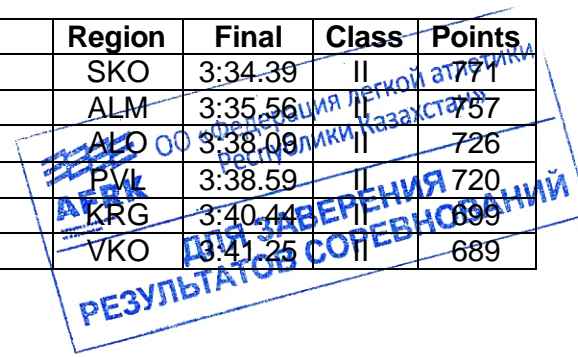 Region Final Class Points
SKO 3:34.39 II 771
ALM 3:35.56 II 757
ALO 3:38.09 II 726
PVL 3:38.59 II 720
KRG 3:40.44 II 699
VKO 3:41.25 II 689
ОО «Федерация легкой атлетики
Республики Казахстан»
AFRK
ДЛЯ ЗАВЕРЕНИЯ
РЕЗУЛЬТАТОВ СОРЕВНОВАНИЙ